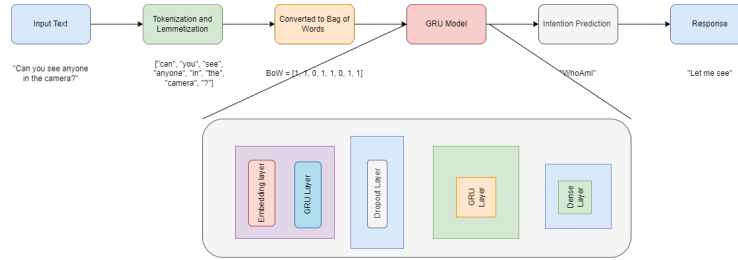 Input Text
Tokenization and
Lemmetization
Converted to Bag of
Words
GRU Model
Intention Prediction
Response
"Can you see anyone
in the camera?"
["can", "you", "see",
"anyone", "in", "the",
"camera", "?"]
BoW = [1, 1, 0, 1, 1, 0, 1, 1]
"WhoAmI"
"Let me see"
Embedding layer
GRU Layer
Dropout Layer
GRU
Layer
Dense
Layer